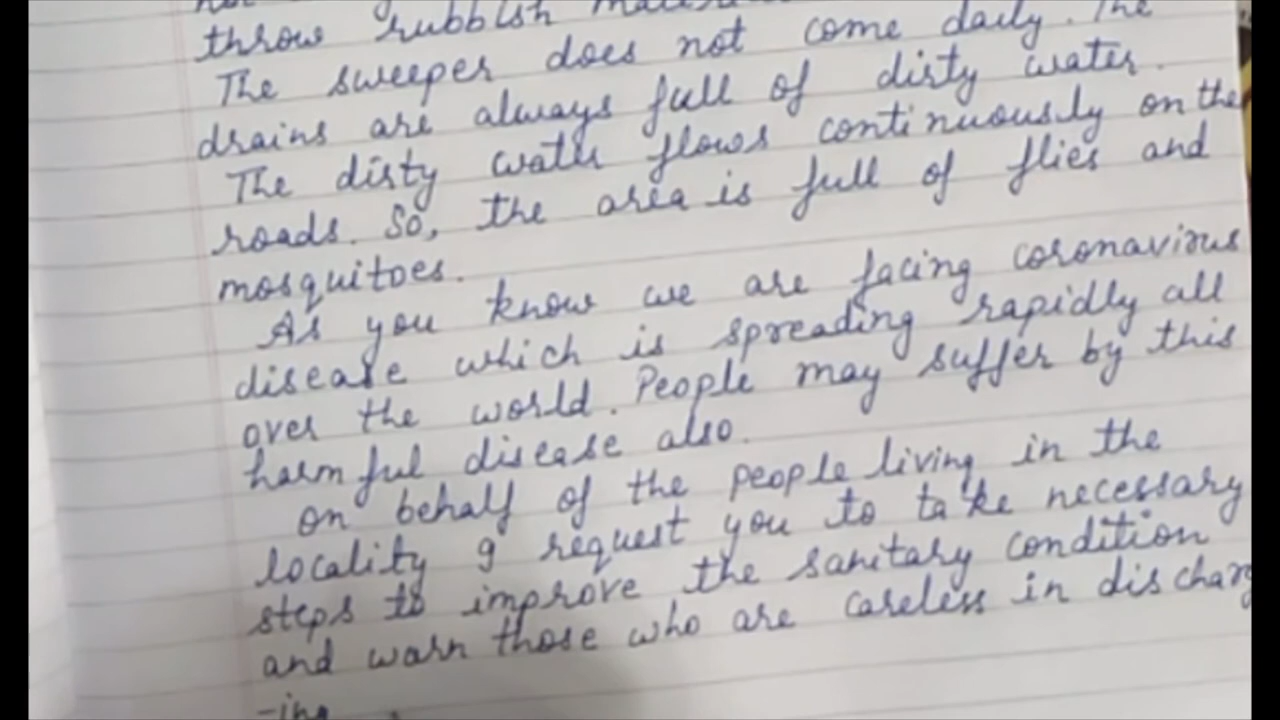 throw rubbish
The sweeper does not come daily. The
drains are always full of dirty water.
The dirty water flows continuously on the
roads. So, the area is full of flies and
mosquitoes.
As you know we are facing coronavirus
disease which is spreading rapidly all
over the world. People may suffer by this
harmful disease also.
On behalf of the people living in the
locality I request you to take necessary
steps to improve the sanitary condition
and warn those who are careless in discharg
-ing